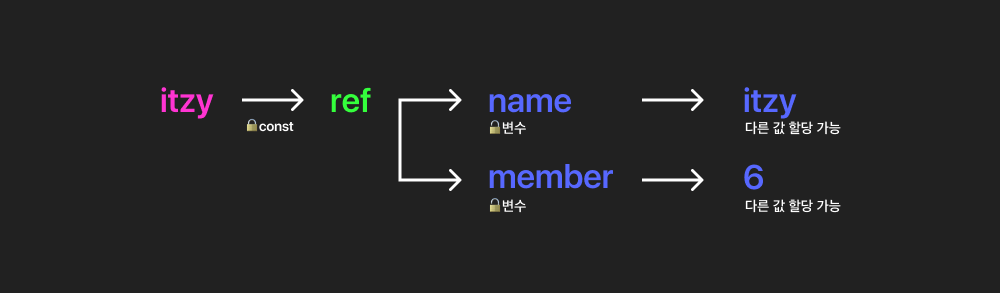 itzy
const
ref
name
변수
itzy
다른 값 할당 가능
member
변수
6
다른 값 할당 가능